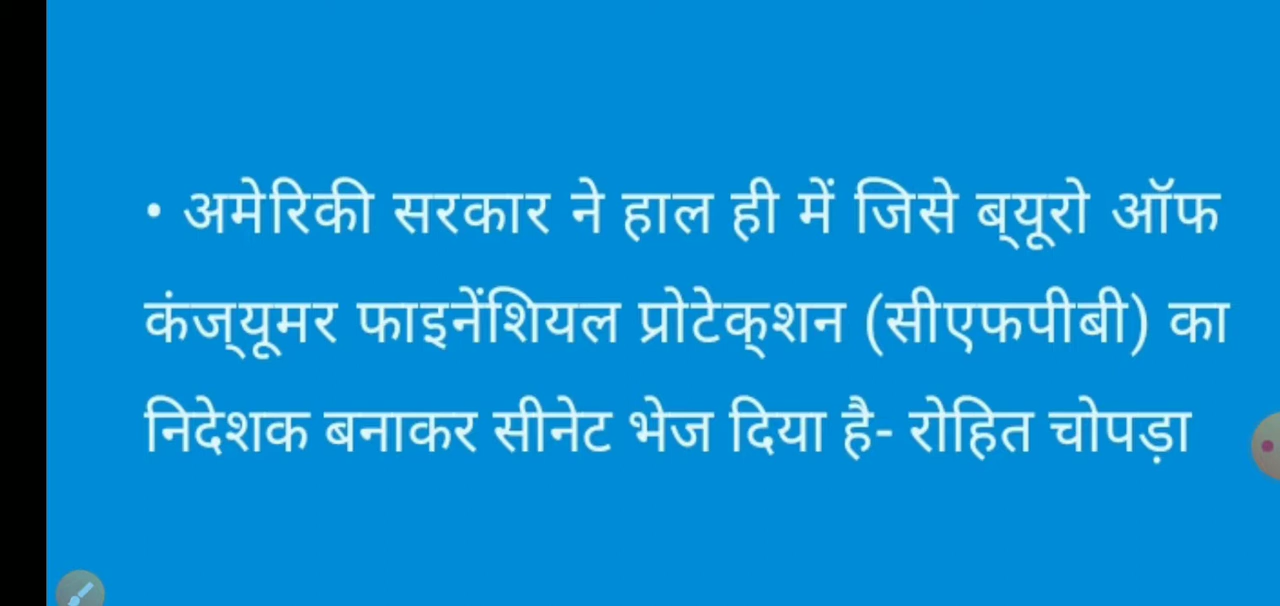 • अमेरिकी सरकार ने हाल ही में जिसे ब्‌यूरो ऑफ
कंज्‌यूमर फाइनेंशियल प्रोटेक्‌शन (सीएफपीबी) का
निदेशक बनाकर सीनेट भेज दिया है- रोहित चोपड़ा